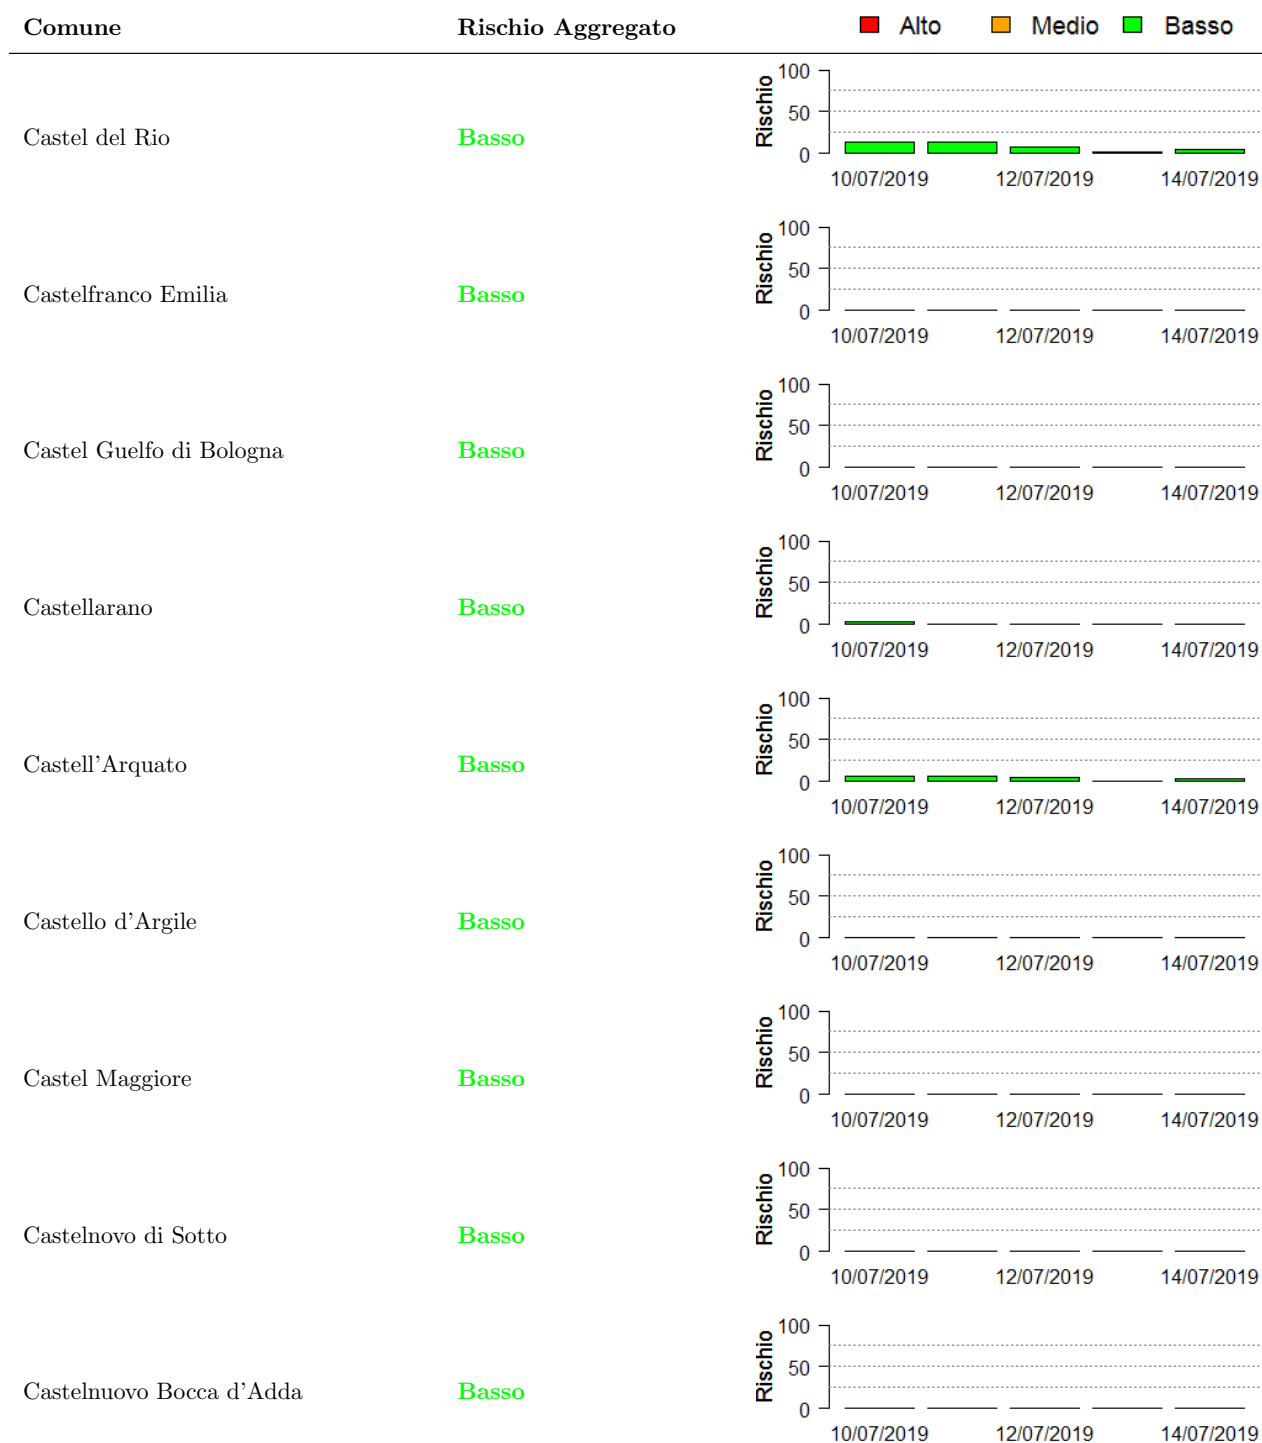 Comune Rischio Aggregato Alto Medio Basso
Castel del Rio Basso
Rischio
100
50
0
10/07/2019 12/07/2019 14/07/2019
Castelfranco Emilia Basso
Rischio
100
50
0
10/07/2019 12/07/2019 14/07/2019
Castel Guelfo di Bologna Basso
Rischio
100
50
0
10/07/2019 12/07/2019 14/07/2019
Castellarano Basso
Rischio
100
50
0
10/07/2019 12/07/2019 14/07/2019
Castell'Arquato Basso
Rischio
100
50
0
10/07/2019 12/07/2019 14/07/2019
Castello d'Argile Basso
Rischio
100
50
0
10/07/2019 12/07/2019 14/07/2019
Castel Maggiore Basso
Rischio
100
50
0
10/07/2019 12/07/2019 14/07/2019
Castelnovo di Sotto Basso
Rischio
100
50
0
10/07/2019 12/07/2019 14/07/2019
Castelnuovo Bocca d'Adda Basso
Rischio
100
50
0
10/07/2019 12/07/2019 14/07/2019